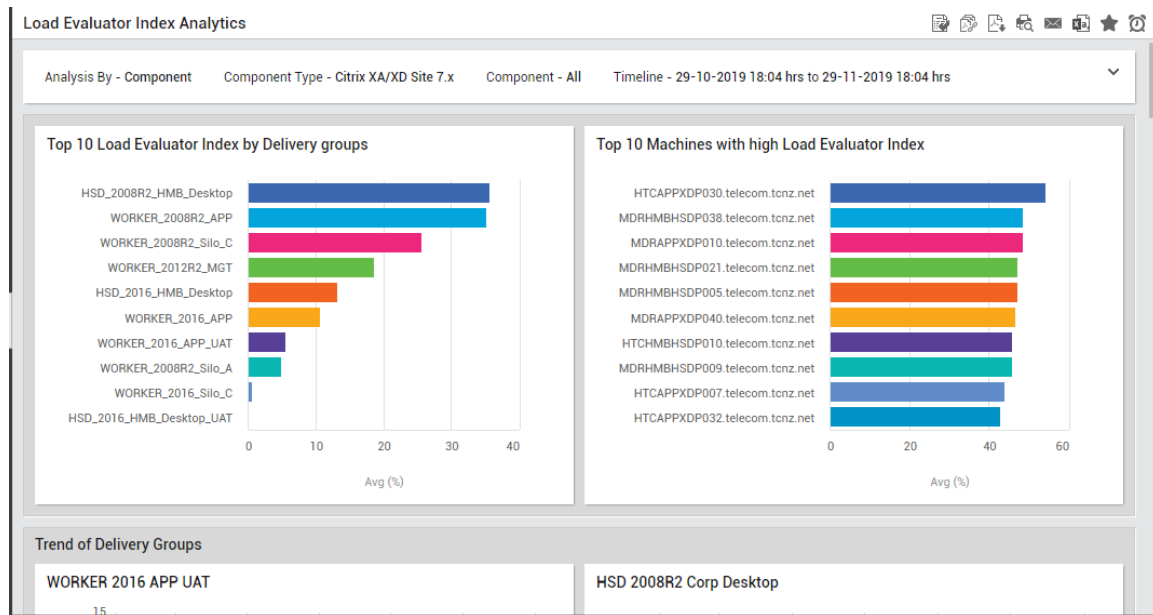 Load Evaluator Index Analytics
Analysis By - Component Component Type - Citrix XA/XD Site 7.x Component - All Timeline - 29-10-2019 18:04 hrs to 29-11-2019 18:04 hrs
Top 10 Load Evaluator Index by Delivery groups
HSD_2008R2_HMB_Desktop
WORKER_2008R2_APP
WORKER_2008R2_Silo_C
WORKER_2012R2_MGT
HSD_2016_HMB_Desktop
WORKER_2016_APP
WORKER_2016_APP_UAT
WORKER_2008R2_Silo_A
WORKER_2016_Silo_C
HSD_2016_HMB_Desktop_UAT
0 10 20 30 40
Avg (%)
Top 10 Machines with high Load Evaluator Index
HTCAPPXDP030.telecom.tcnz.net
MDRHMBHSDP038.telecom.tcnz.net
MDRAPPXDP010.telecom.tcnz.net
MDRHMBHSDP021.telecom.tcnz.net
MDRHMBHSDP005.telecom.tcnz.net
MDRAPPXDP040.telecom.tcnz.net
HTCHMBHSDP010.telecom.tcnz.net
MDRHMBHSDP009.telecom.tcnz.net
HTCAPPXDP007.telecom.tcnz.net
HTCAPPXDP032.telecom.tcnz.net
0 20 40 60
Avg (%)
Trend of Delivery Groups
WORKER 2016 APP UAT
15
HSD 2008R2 Corp Desktop